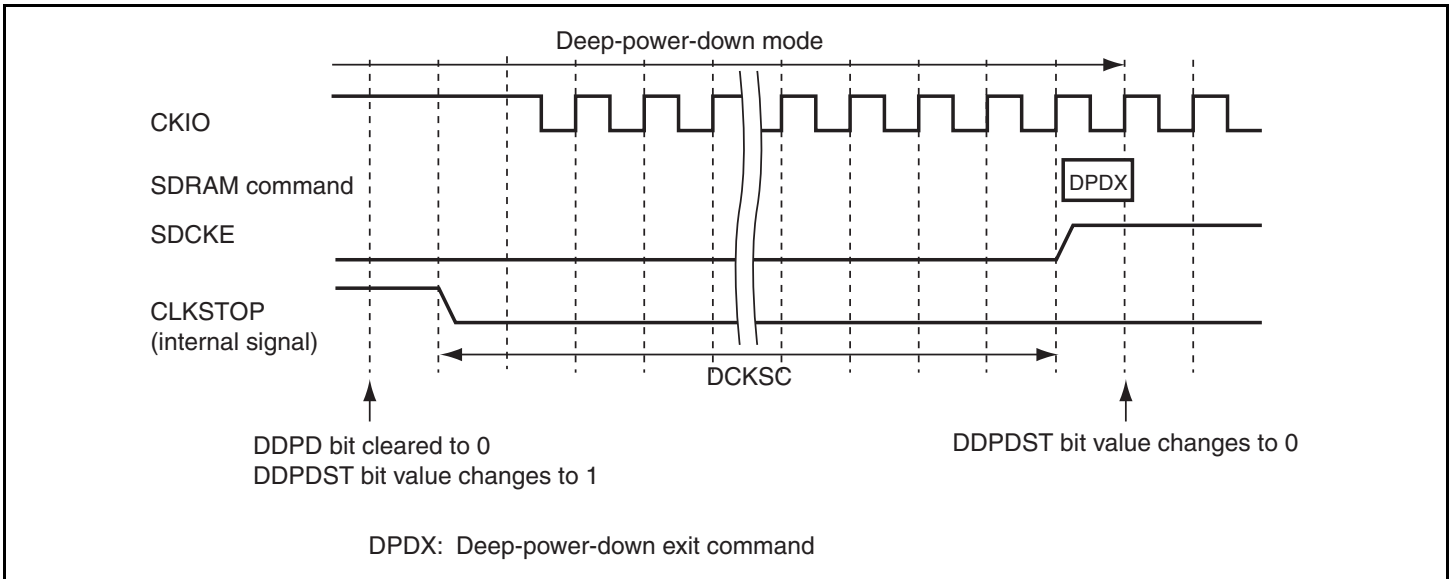 Deep-power-down mode
CKIO
SDRAM command
DPDX
SDCKE
CLKSTOP
(internal signal)
DCKSC
DDPD bit cleared to 0
DDPDST bit value changes to 1
DDPDST bit value changes to 0
DPDX: Deep-power-down exit command